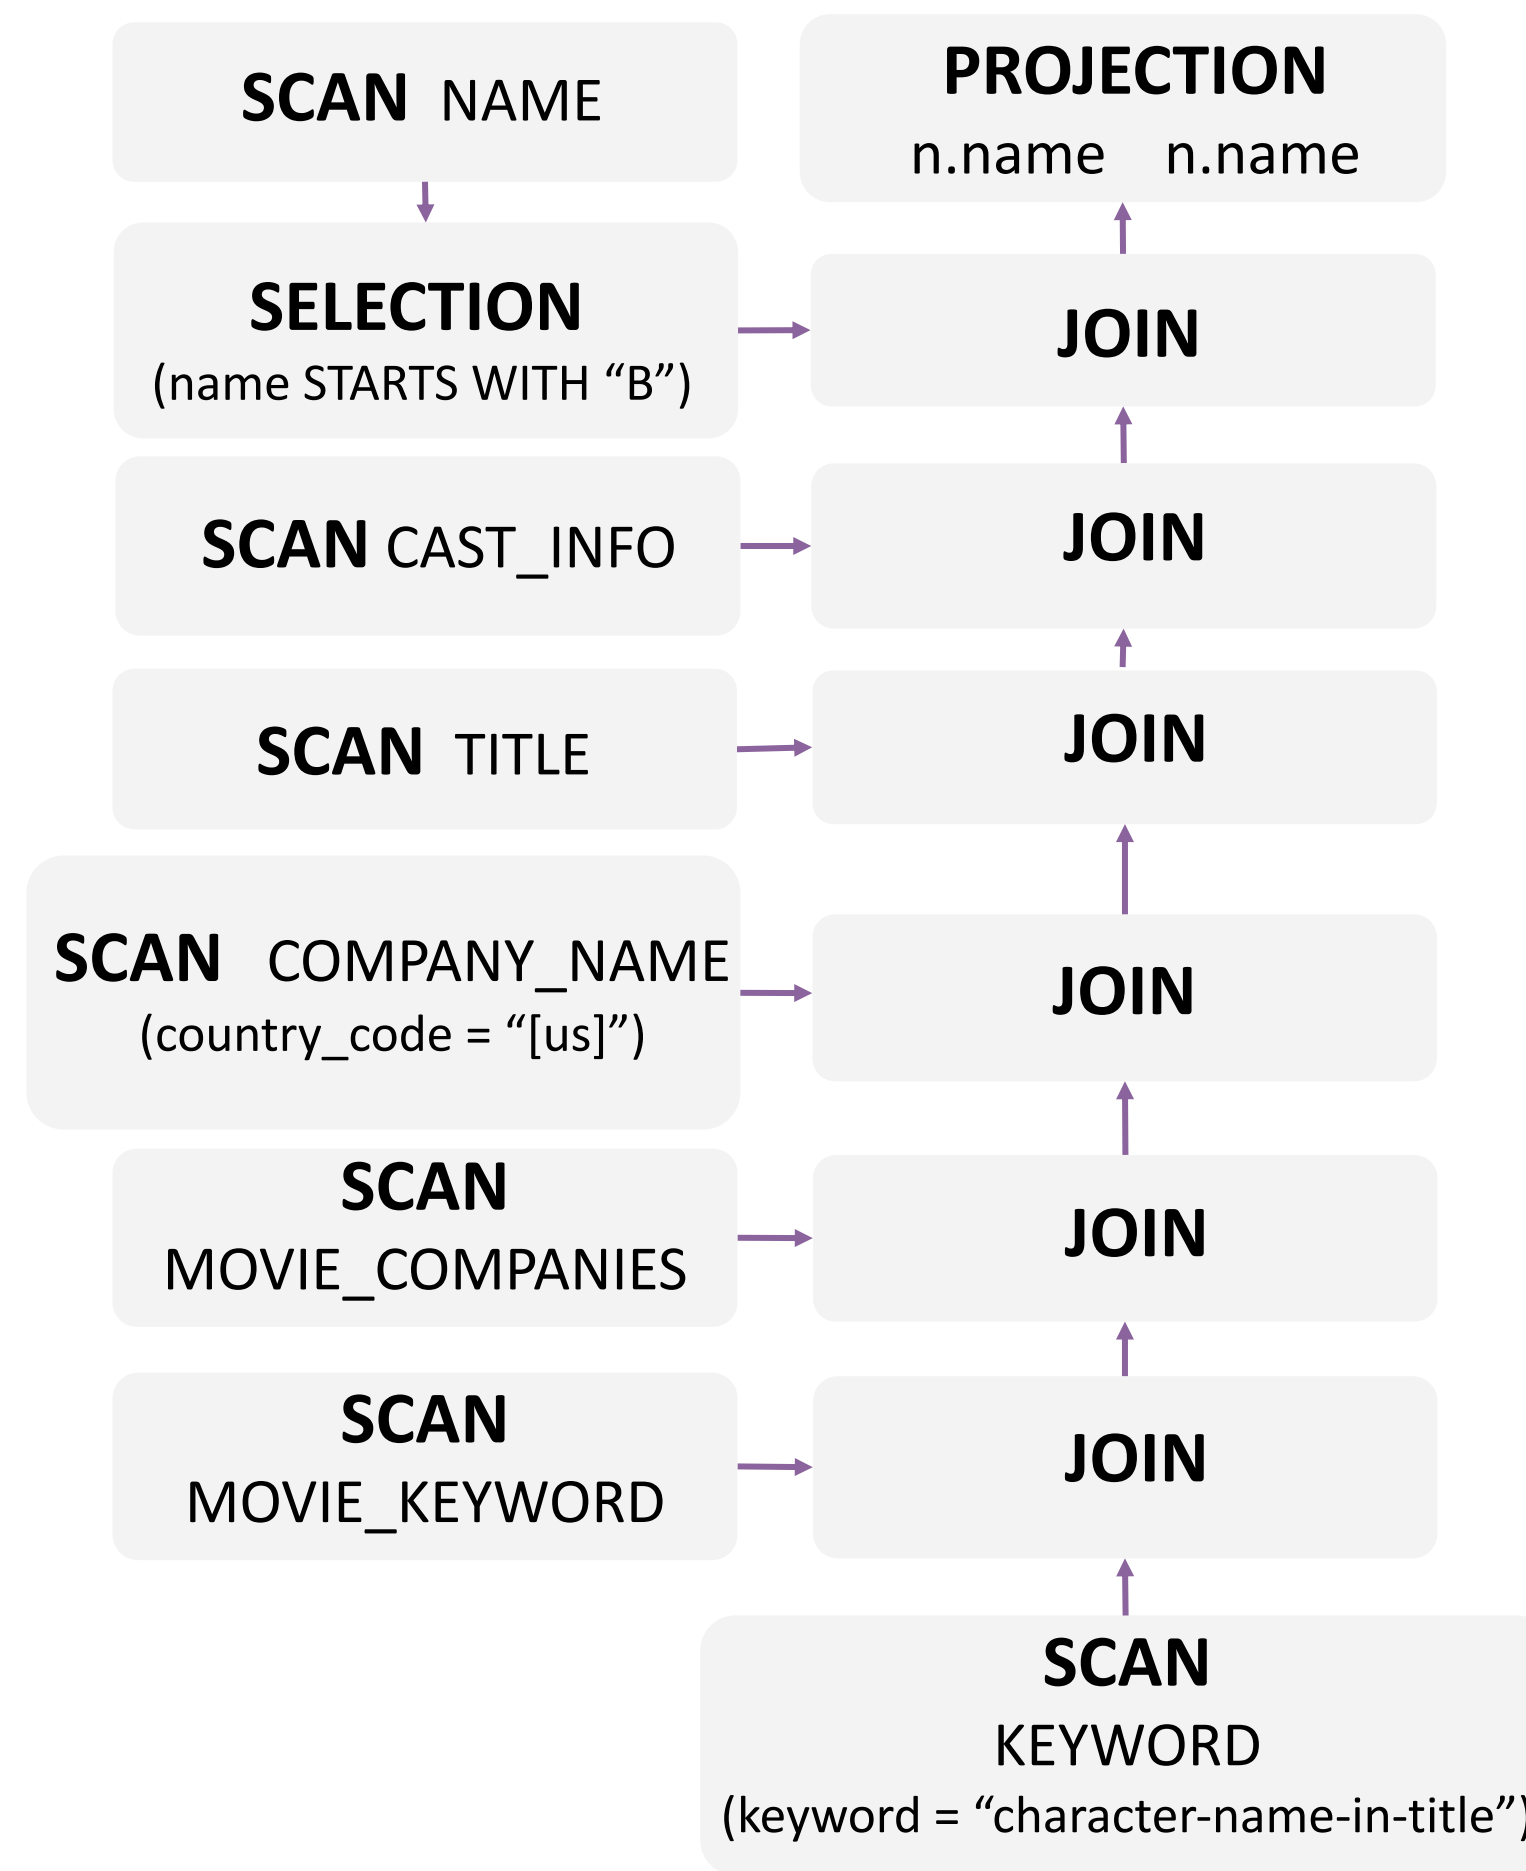 SCAN NAME
PROJECTION
n.name n.name
SELECTION
(name STARTS WITH “B”)
JOIN
SCAN CAST_INFO
JOIN
SCAN TITLE
JOIN
SCAN COMPANY_NAME
(country_code = “[us]”)
JOIN
SCAN
MOVIE_COMPANIES
JOIN
SCAN
MOVIE_KEYWORD
JOIN
SCAN
KEYWORD
(keyword = “character-name-in-title”)